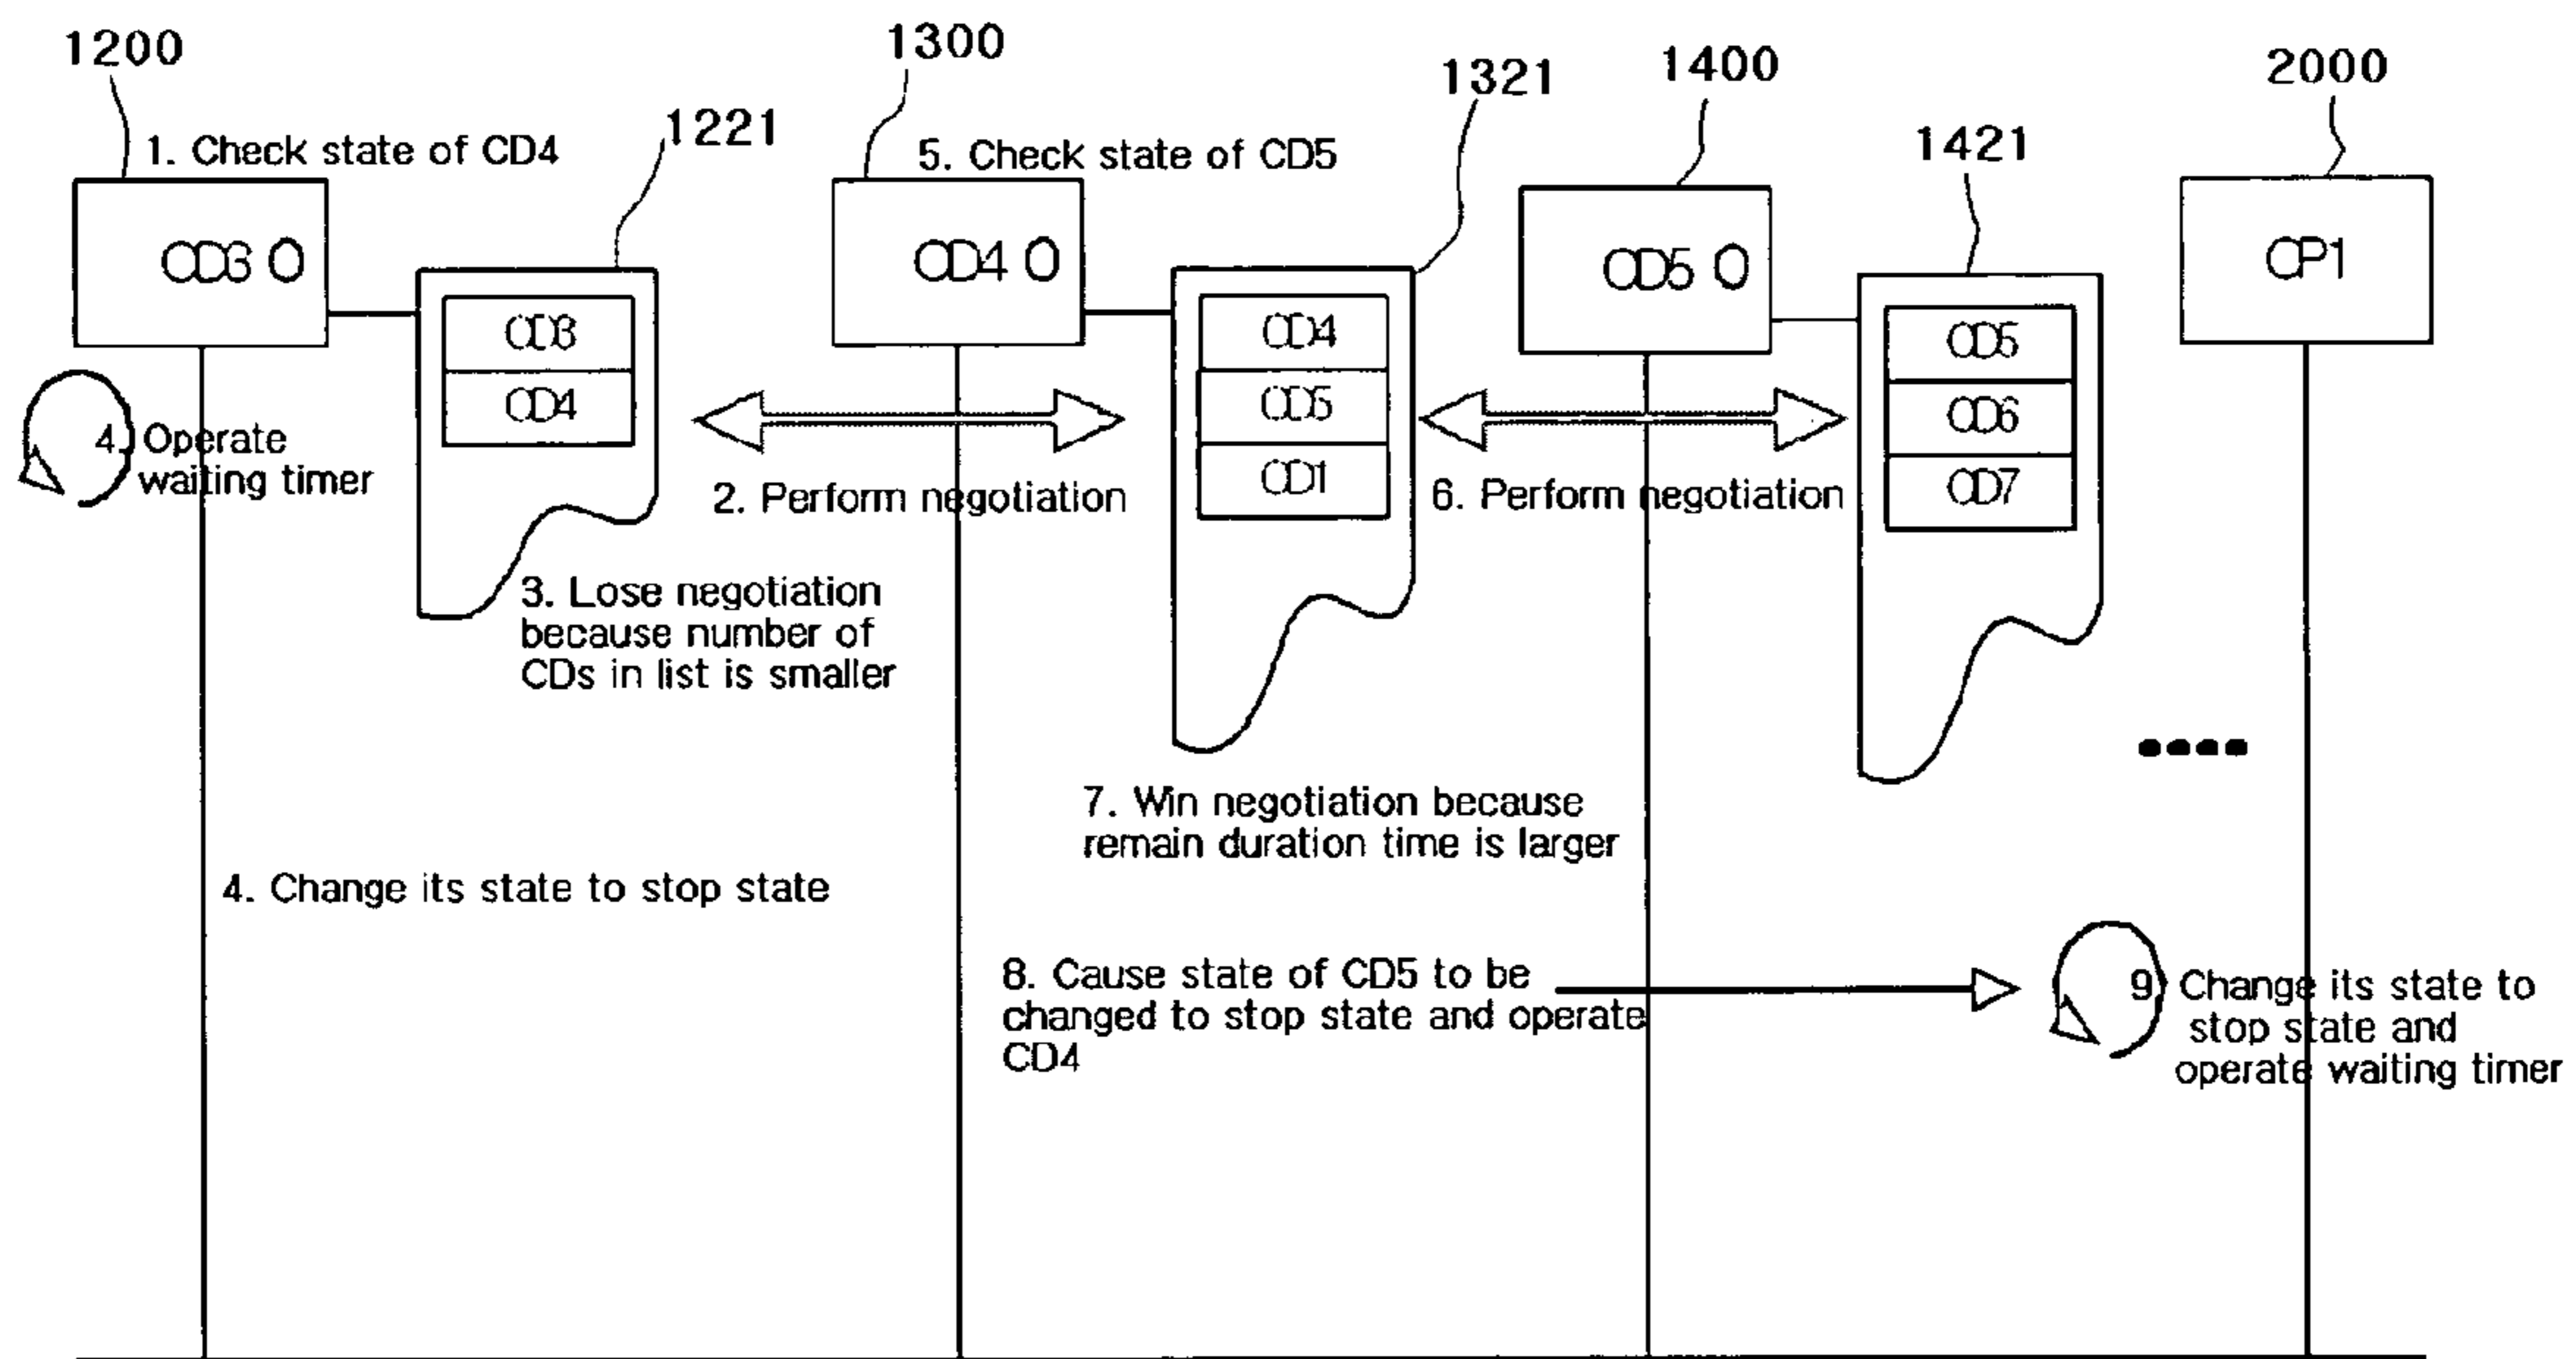 1200
1300
1321
1400
2000
1221
1421
1. Check state of CD4
5. Check state of CD5
CD3 O
CD4 O
CD5 O
CP1
CD3
CD4
CD4
CD5
CD1
CD5
CD6
CD7
4. Operate
waiting timer
2. Perform negotiation
6. Perform negotiation
3. Lose negotiation
because number of
CDs in list is smaller
7. Win negotiation because
remain duration time is larger
4. Change its state to stop state
8. Cause state of CD5 to be
changed to stop state and operate
CD4
9. Change its state to
stop state and
operate waiting timer